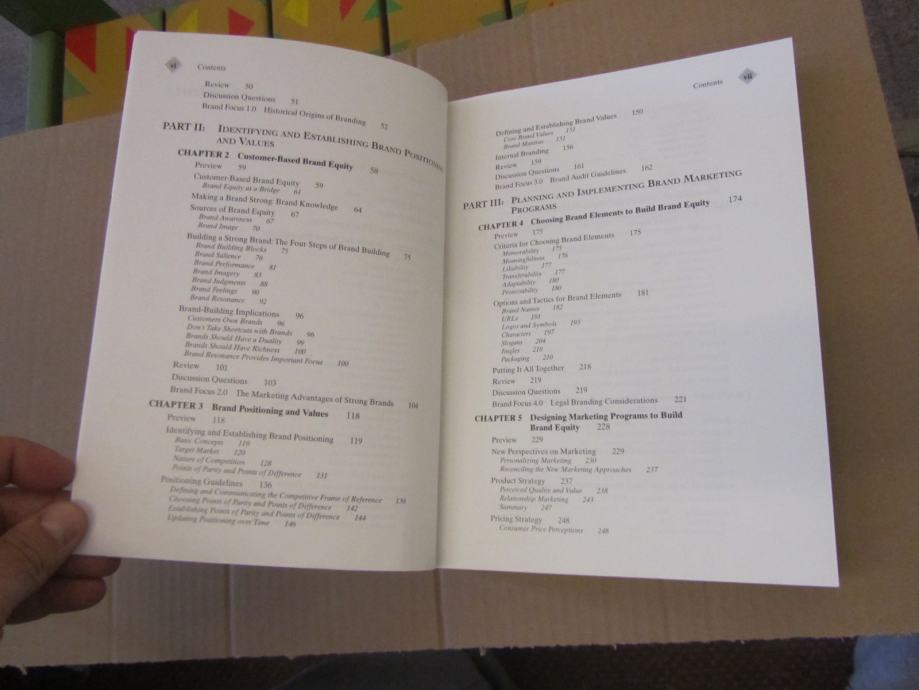 vi Contents
Review 50
Discussion Questions 51
Brand Focus 1.0 Historical Origins of Branding 52
PART II: IDENTIFYING AND ESTABLISHING BRAND POSITIONING
AND VALUES
CHAPTER 2 Customer-Based Brand Equity 58
Preview 59
Customer-Based Brand Equity 59
Brand Equity as a Bridge 61
Making a Brand Strong: Brand Knowledge 64
Sources of Brand Equity 67
Brand Awareness 67
Brand Image 70
Building a Strong Brand: The Four Steps of Brand Building 75
Brand Building Blocks 75
Brand Salience 76
Brand Performance 81
Brand Imagery 83
Brand Judgments 88
Brand Feelings 90
Brand Resonance 92
Brand-Building Implications 96
Customers Own Brands 96
Don't Take Shortcuts with Brands 96
Brands Should Have a Duality 99
Brands Should Have Richness 100
Brand Resonance Provides Important Focus 100
Review 101
Discussion Questions 103
Brand Focus 2.0 The Marketing Advantages of Strong Brands 104
CHAPTER 3 Brand Positioning and Values 118
Preview 118
Identifying and Establishing Brand Positioning 119
Basic Concepts 119
Target Market 120
Nature of Competition 128
Points of Parity and Points of Difference 131
Positioning Guidelines 136
Defining and Communicating the Competitive Frame of Reference 139
Choosing Points of Parity and Points of Difference 142
Establishing Points of Parity and Points of Difference 144
Updating Positioning over Time 146
Contents vii
Defining and Establishing Brand Values 150
Core Brand Values 151
Brand Mantras 151
Internal Branding 156
Review 159
Discussion Questions 161
Brand Focus 3.0 Brand Audit Guidelines 162
PART III: PLANNING AND IMPLEMENTING BRAND MARKETING
PROGRAMS
CHAPTER 4 Choosing Brand Elements to Build Brand Equity 174
Preview 175
Criteria for Choosing Brand Elements 175
Memorability 175
Meaningfulness 176
Likability 177
Transferability 177
Adaptability 180
Protectability 180
Options and Tactics for Brand Elements 181
Brand Names 182
URLs 191
Logos and Symbols 193
Characters 197
Slogans 204
Jingles 210
Packaging 210
Putting It All Together 218
Review 219
Discussion Questions 219
Brand Focus 4.0 Legal Branding Considerations 221
CHAPTER 5 Designing Marketing Programs to Build
Brand Equity 228
Preview 229
New Perspectives on Marketing 229
Personalizing Marketing 230
Reconciling the New Marketing Approaches 237
Product Strategy 237
Perceived Quality and Value 238
Relationship Marketing 241
Summary 247
Pricing Strategy 248
Consumer Price Perceptions 248